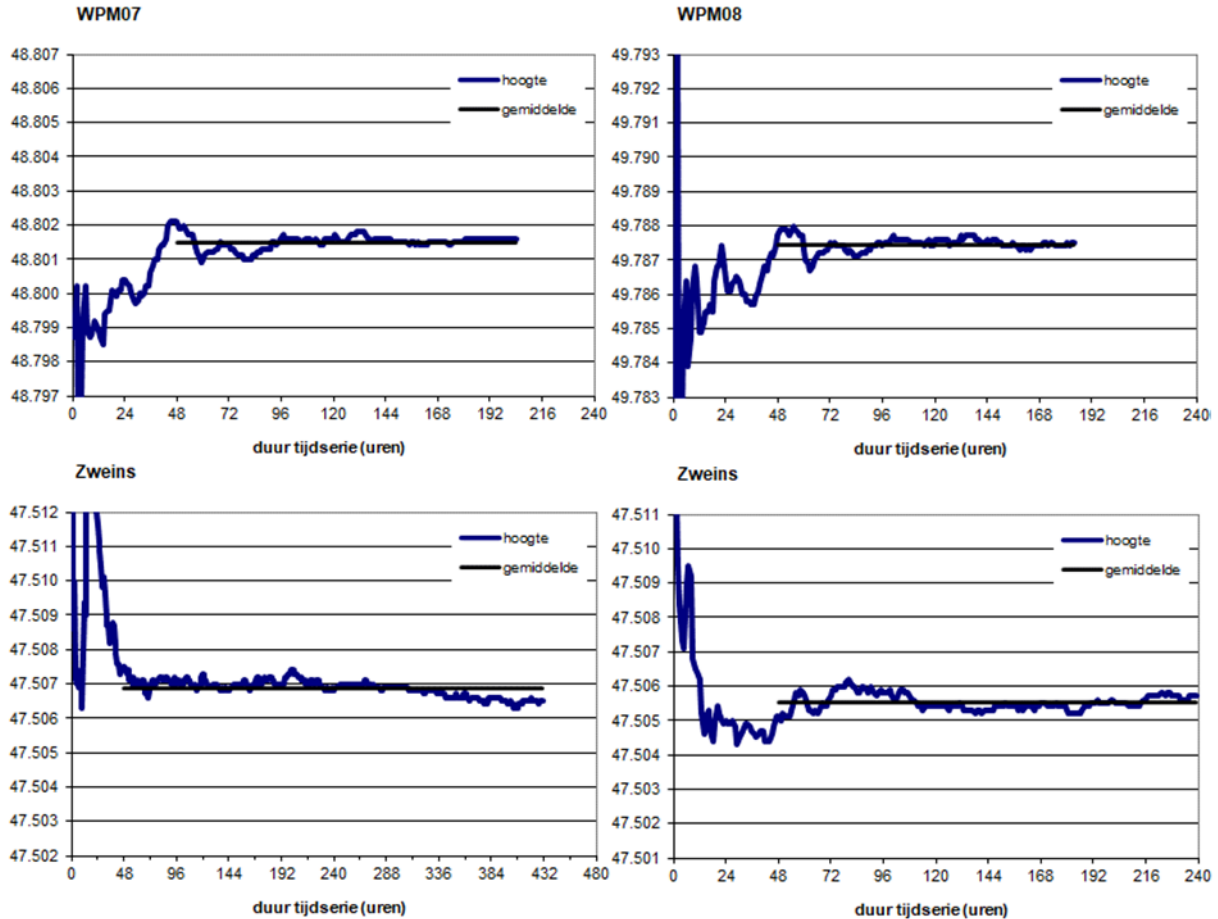 WPM07
48.807
48.806
48.805
48.804
48.803
48.802
48.801
48.800
48.799
48.798
48.797
hoogte
gemiddelde
0 24 48 72 96 120 144 168 192 216 240
duur tijdserie (uren)
WPM08
49.793
49.792
49.791
49.790
49.789
49.788
49.787
49.786
49.785
49.784
49.783
hoogte
gemiddelde
0 24 48 72 96 120 144 168 192 216 240
duur tijdserie (uren)
Zweins
47.512
47.511
47.510
47.509
47.508
47.507
47.506
47.505
47.504
47.503
47.502
hoogte
gemiddelde
0 48 96 144 192 240 288 336 384 432 480
duur tijdserie (uren)
Zweins
47.511
47.510
47.509
47.508
47.507
47.506
47.505
47.504
47.503
47.502
47.501
hoogte
gemiddelde
0 24 48 72 96 120 144 168 192 216 240
duur tijdserie (uren)